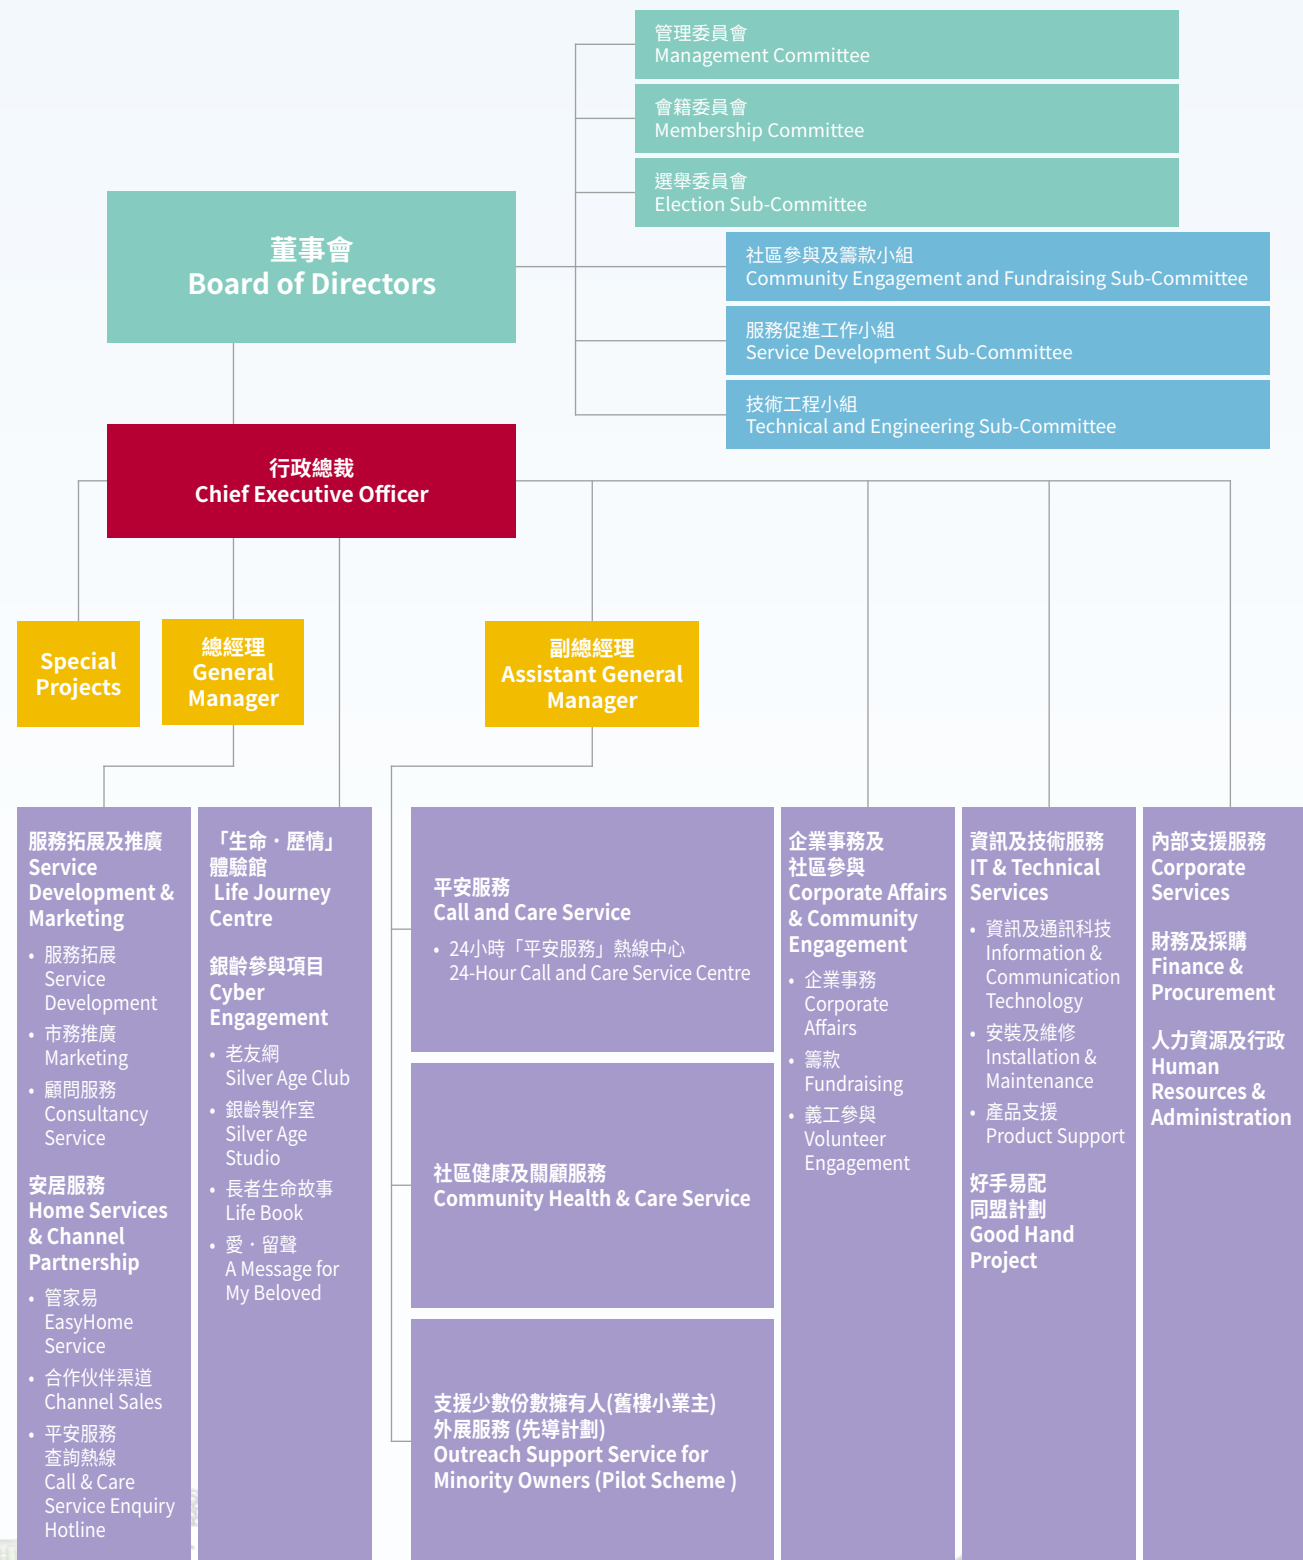 管理委員會
Management Committee
會籍委員會
Membership Committee
選舉委員會
Election Sub-Committee
社區參與及籌款小組
Community Engagement and Fundraising Sub-Committee
服務促進工作小組
Service Development Sub-Committee
技術工程小組
Technical and Engineering Sub-Committee
董事會
Board of Directors
行政總裁
Chief Executive Officer
Special
Projects
總經理
General
Manager
副總經理
Assistant General
Manager
服務拓展及推廣
Service
Development &
Marketing
• 服務拓展
Service
Development
• 市務推廣
Marketing
• 顧問服務
Consultancy
Service
安居服務
Home Services
& Channel
Partnership
• 管家易
EasyHome
Service
• 合作伙伴渠道
Channel Sales
• 平安服務
查詢熱線
Call & Care
Service Enquiry
Hotline
「生命．歷情」
體驗館
Life Journey
Centre
銀齡參與項目
Cyber
Engagement
• 老友網
Silver Age Club
• 銀齡製作室
Silver Age
Studio
• 長者生命故事
Life Book
• 愛．留聲
A Message for
My Beloved
平安服務
Call and Care Service
• 24小時「平安服務」熱線中心
24-Hour Call and Care Service Centre
社區健康及關顧服務
Community Health & Care Service
支援少數份數擁有人(舊樓小業主)
外展服務 (先導計劃)
Outreach Support Service for
Minority Owners (Pilot Scheme )
企業事務及
社區參與
Corporate Affairs
& Community
Engagement
• 企業事務
Corporate
Affairs
• 籌款
Fundraising
• 義工參與
Volunteer
Engagement
資訊及技術服務
IT & Technical
Services
• 資訊及通訊科技
Information &
Communication
Technology
• 安裝及維修
Installation &
Maintenance
• 產品支援
Product Support
好手易配
同盟計劃
Good Hand
Project
內部支援服務
Corporate
Services
財務及採購
Finance &
Procurement
人力資源及行政
Human
Resources &
Administration